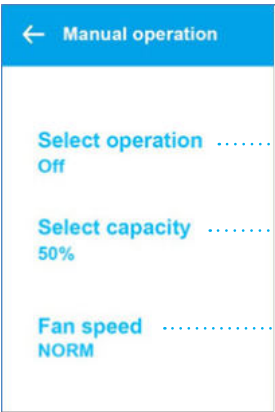 Manual operation
Select operation
Off
Select capacity
50%
Fan speed
NORM